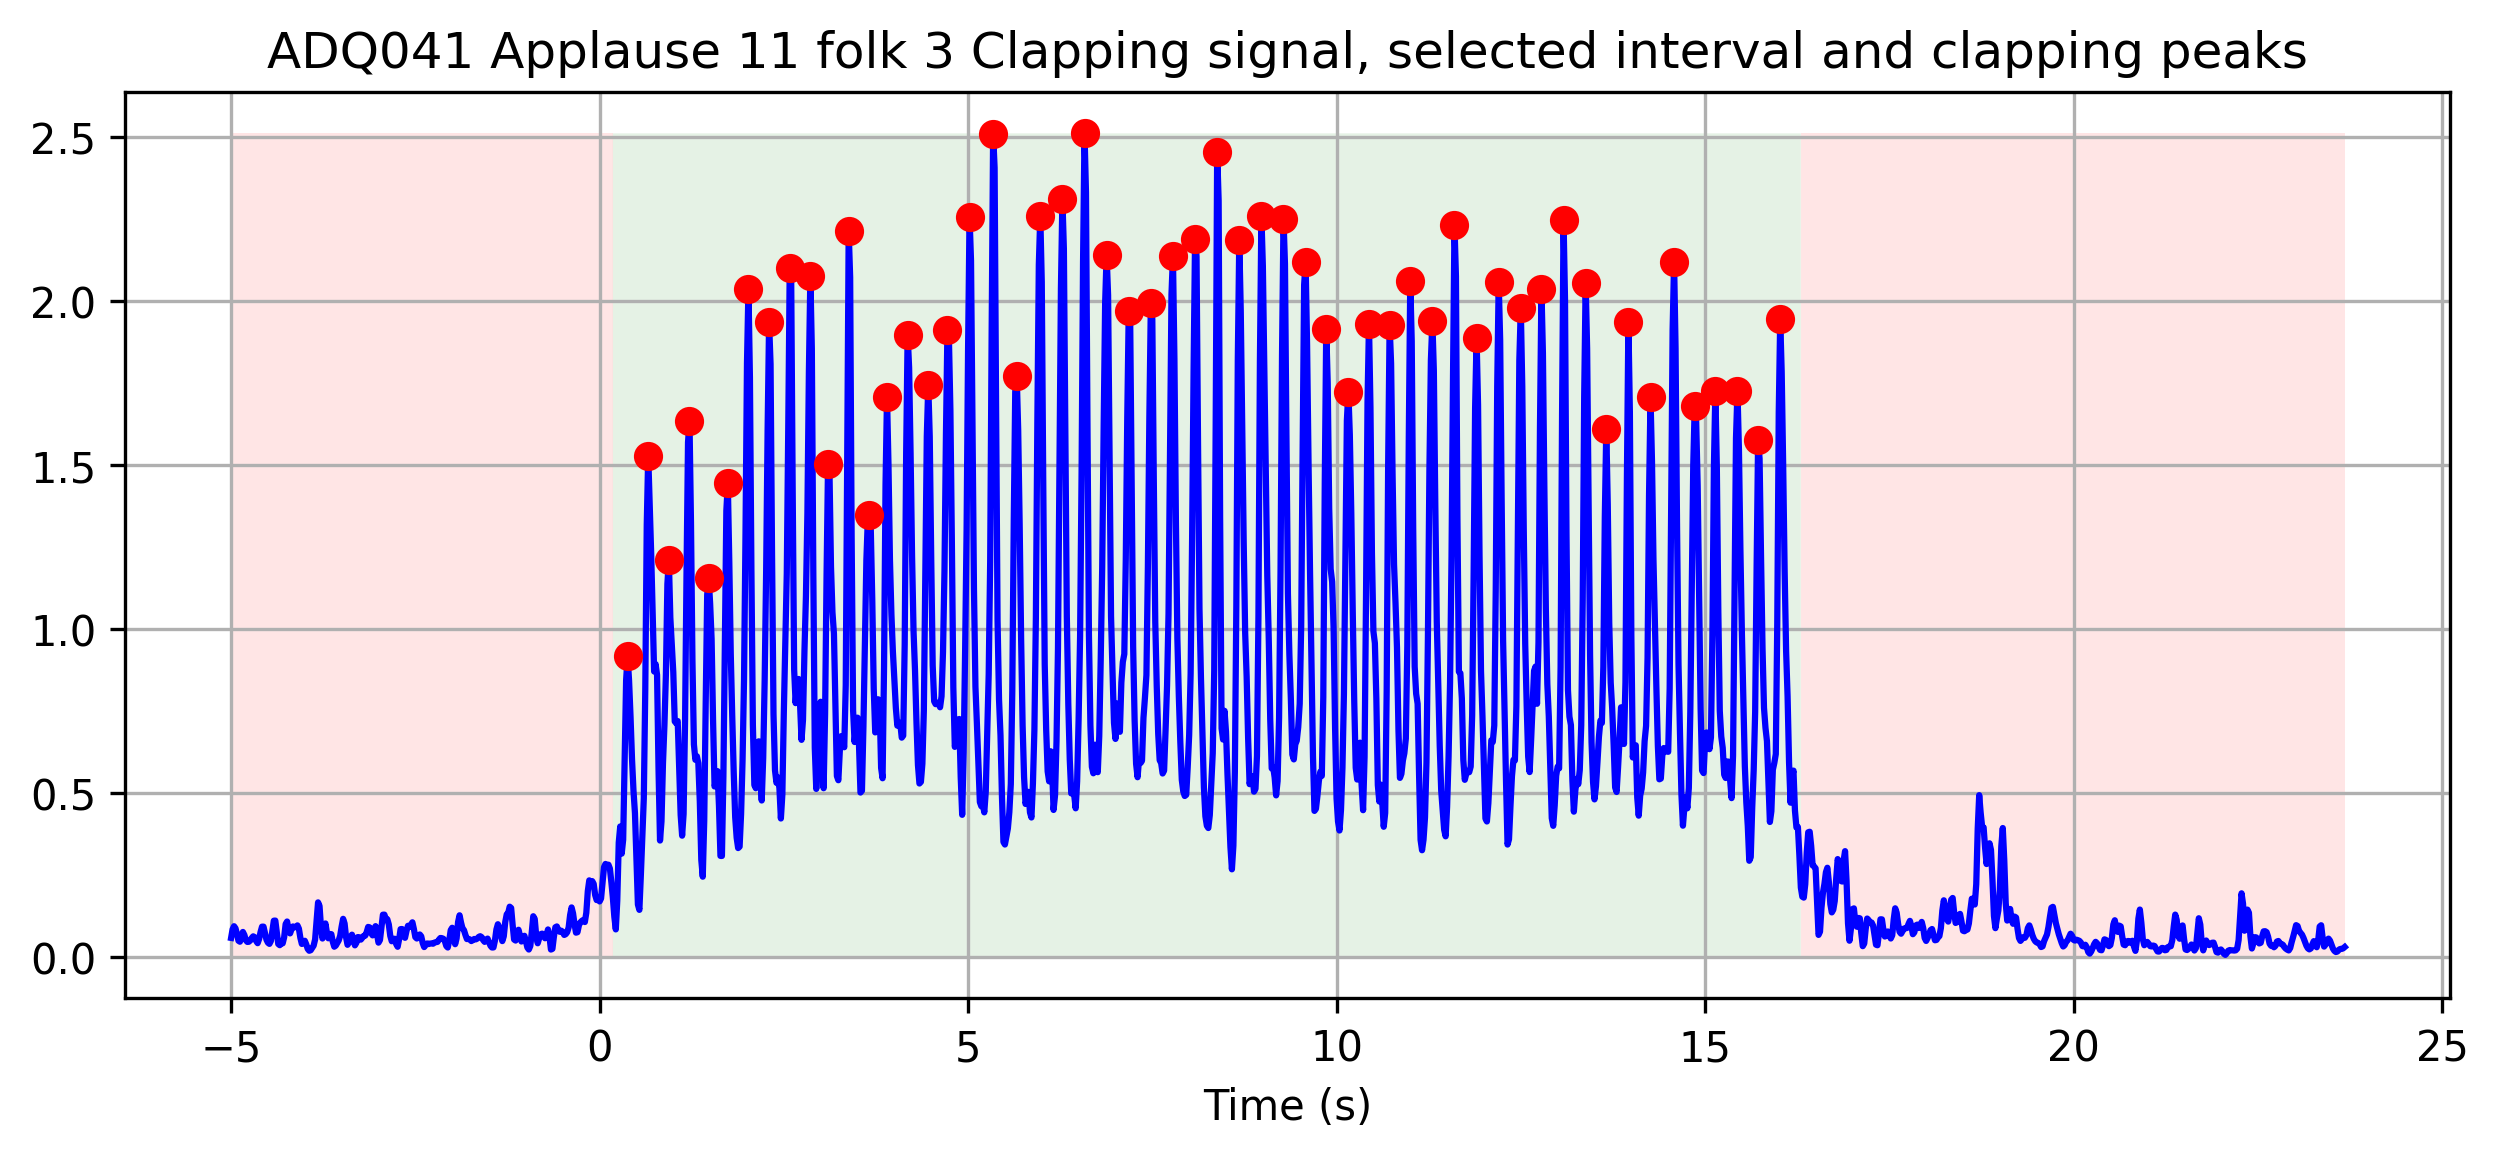 ADQ041 Applause 11 folk 3 Clapping signal, selected interval and clapping peaks
2.5
2.0
1.5
1.0
0.5
0.0
−5 0 5 10 15 20 25
Time (s)